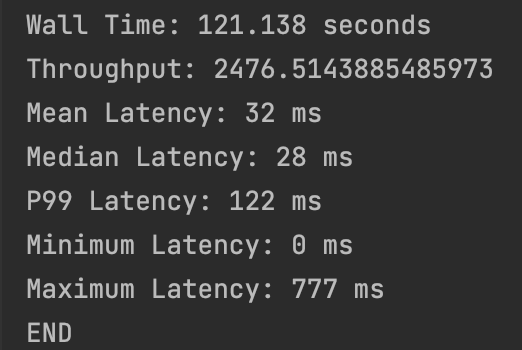 Wall Time: 121.138 seconds
Throughput: 2476.5143885485973
Mean Latency: 32 ms
Median Latency: 28 ms
P99 Latency: 122 ms
Minimum Latency: 0 ms
Maximum Latency: 777 ms
END